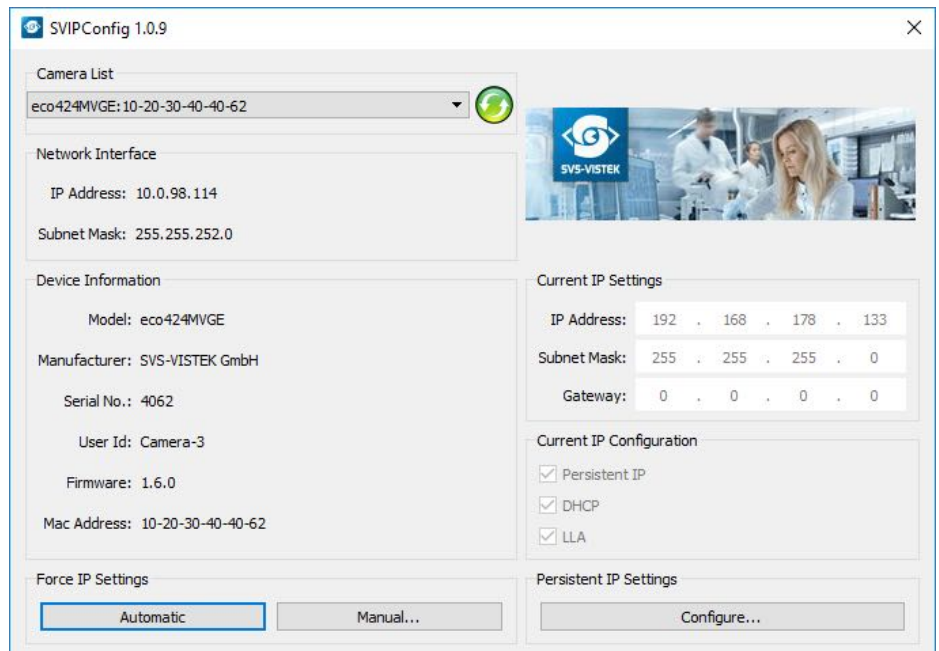 SVIPConfig 1.0.9
Camera List
eco424MVGE:10-20-30-40-40-62
SVS-VISTEK
Network Interface
IP Address: 10.0.98.114
Subnet Mask: 255.255.252.0
Device Information
Model: eco424MVGE
Manufacturer: SVS-VISTEK GmbH
Serial No.: 4062
User Id: Camera-3
Firmware: 1.6.0
Mac Address: 10-20-30-40-40-62
Current IP Settings
IP Address: 192 . 168 . 178 . 133
Subnet Mask: 255 . 255 . 255 . 0
Gateway: 0 . 0 . 0 . 0
Current IP Configuration
Persistent IP
DHCP
LLA
Force IP Settings
Automatic
Manual...
Persistent IP Settings
Configure...